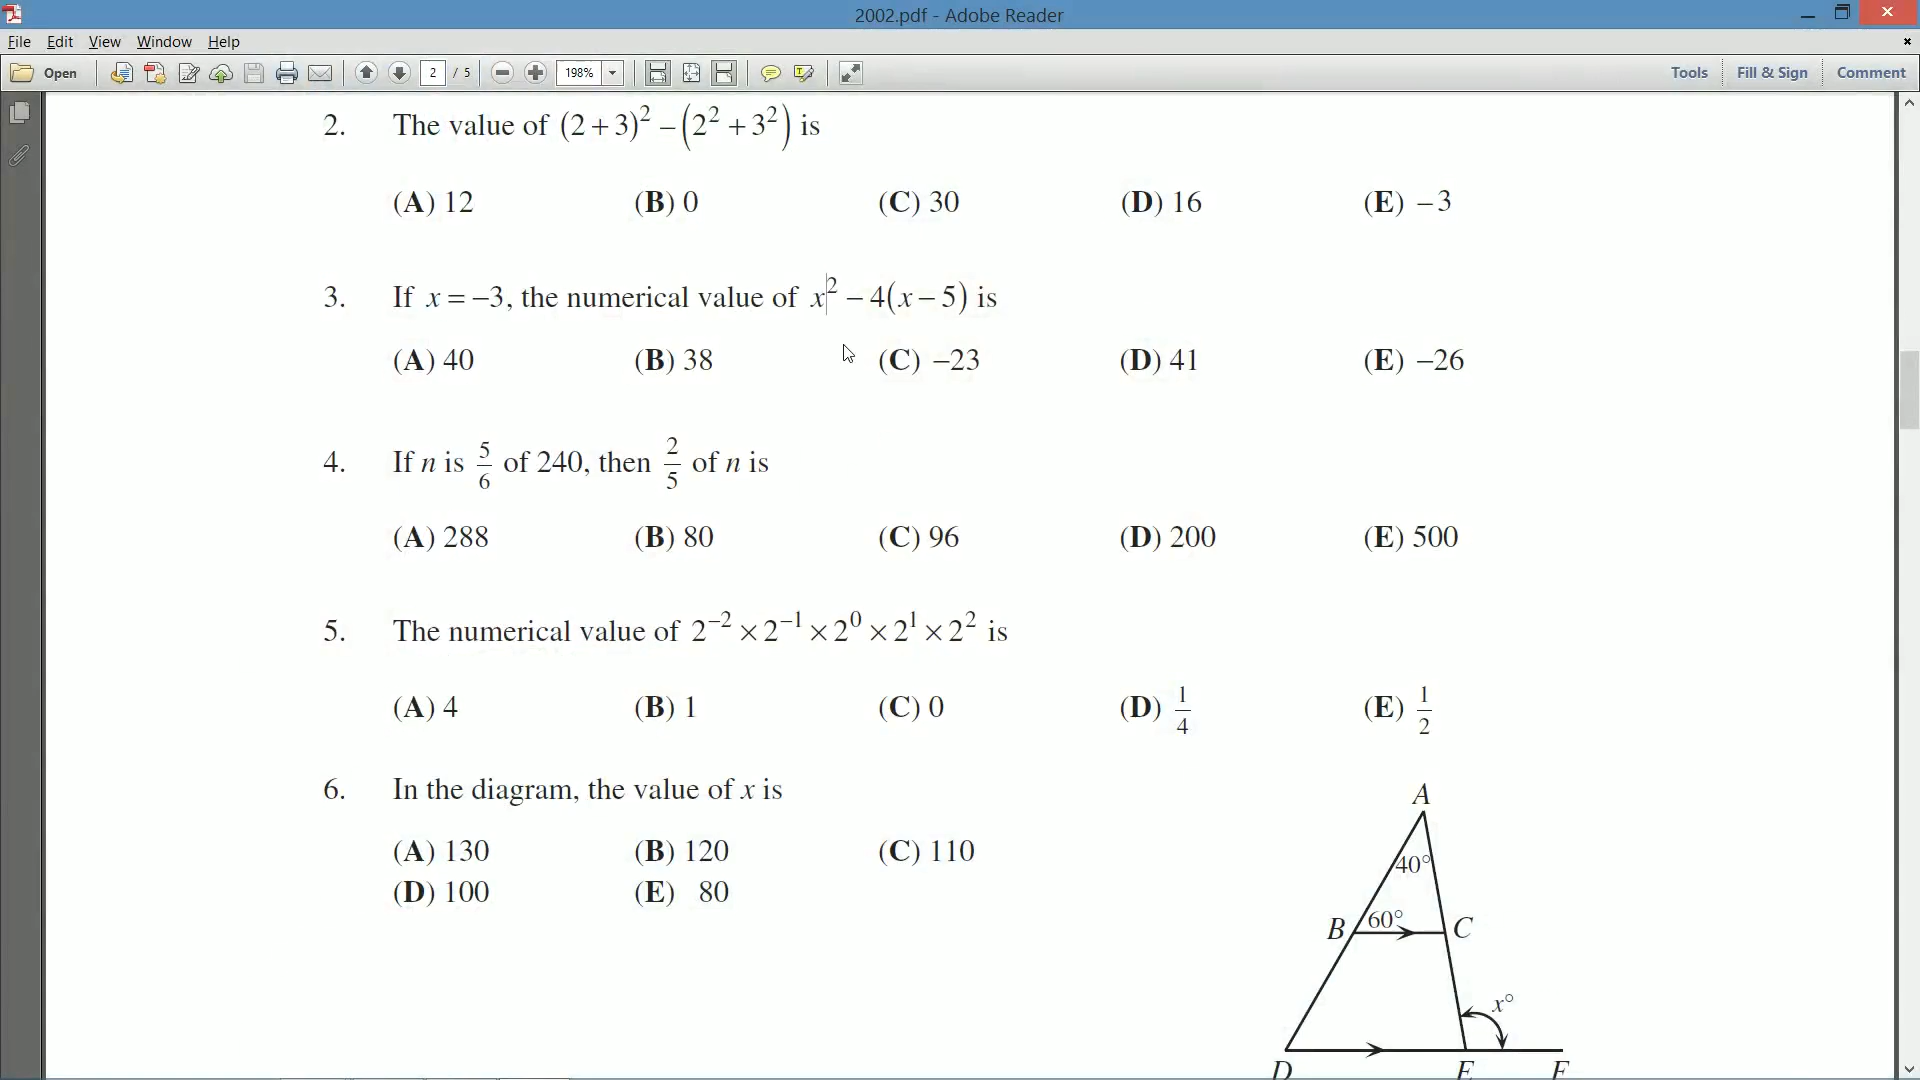 2002.pdf - Adobe Reader
File Edit View Window Help
Open 2 / 5 198% Tools Fill & Sign Comment
2. The value of (2 + 3)² – (2² + 3²) is
(A) 12 (B) 0 (C) 30 (D) 16 (E) – 3
3. If x = –3, the numerical value of x² – 4(x – 5) is
(A) 40 (B) 38 (C) –23 (D) 41 (E) –26
4. If n is 5/6 of 240, then 2/5 of n is
(A) 288 (B) 80 (C) 96 (D) 200 (E) 500
5. The numerical value of 2⁻² × 2⁻¹ × 2⁰ × 2¹ × 2² is
(A) 4 (B) 1 (C) 0 (D) 1/4 (E) 1/2
6. In the diagram, the value of x is
(A) 130 (B) 120 (C) 110
(D) 100 (E) 80
A
40°
B 60° C
x°
D E F